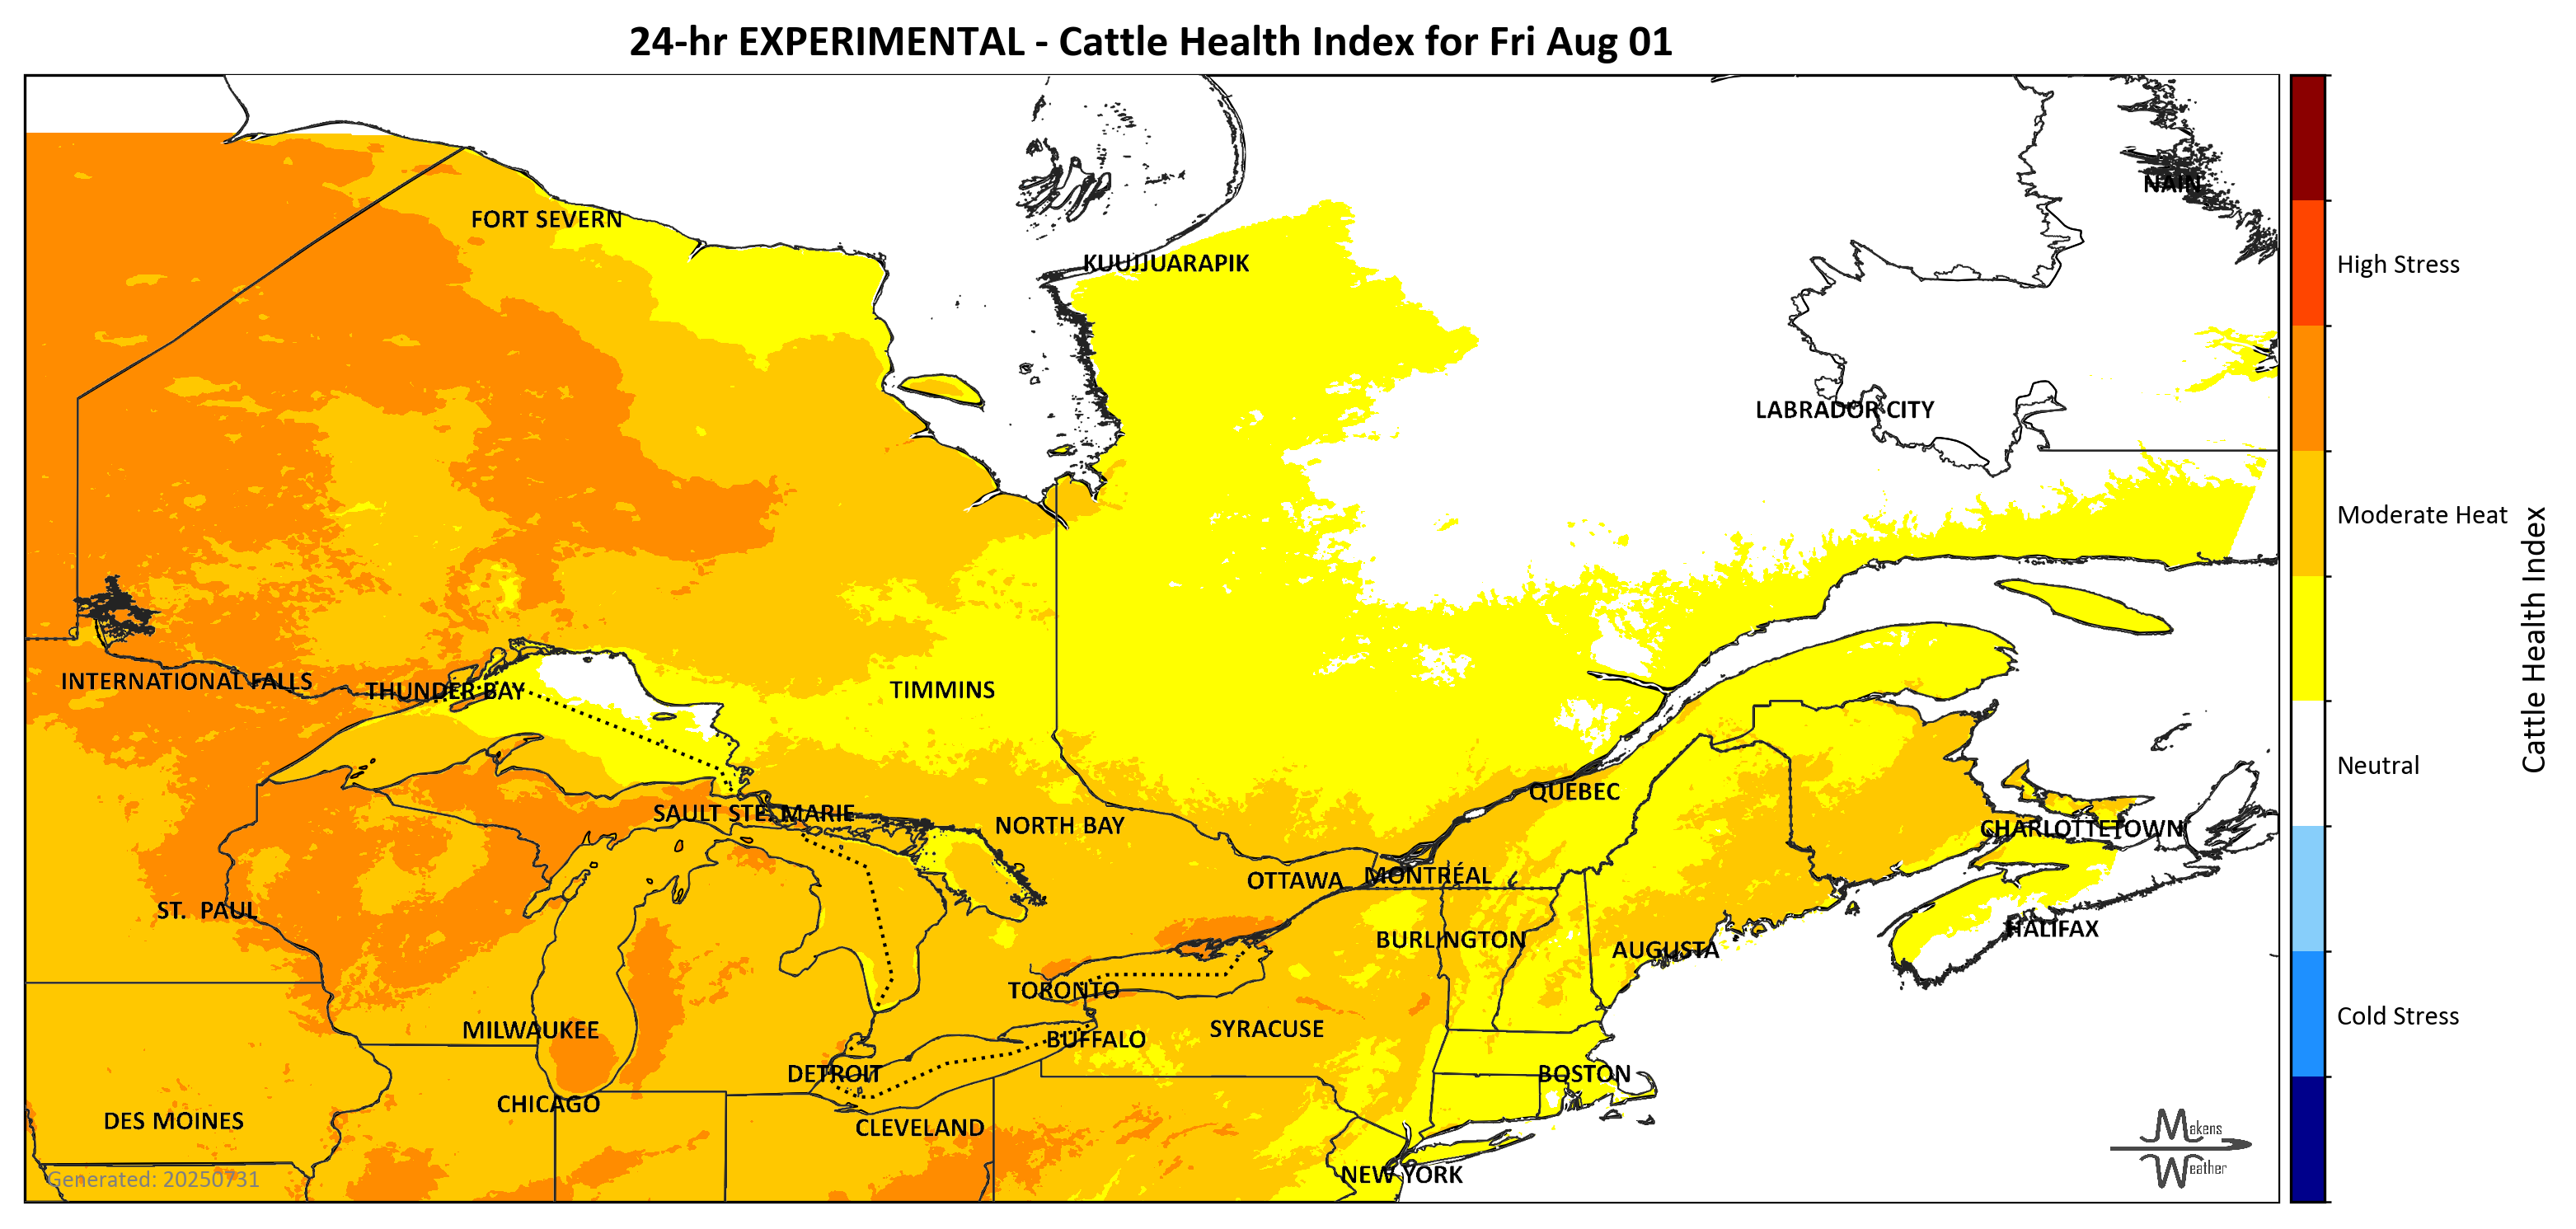 24-hr EXPERIMENTAL - Cattle Health Index for Fri Aug 01
NAIN
FORT SEVERN
KUUJJUARAPIK
High Stress
LABRADOR CITY
Moderate Heat
INTERNATIONAL FALLS
THUNDER BAY
TIMMINS
Cattle Health Index
Neutral
QUEBEC
SAULT STE. MARIE
NORTH BAY
CHARLOTTETOWN
OTTAWA
MONTRÉAL
ST. PAUL
HALIFAX
BURLINGTON
AUGUSTA
TORONTO
Cold Stress
MILWAUKEE
SYRACUSE
BUFFALO
DETROIT
BOSTON
CHICAGO
DES MOINES
CLEVELAND
Makens
Weather
NEW YORK
Generated: 20250731